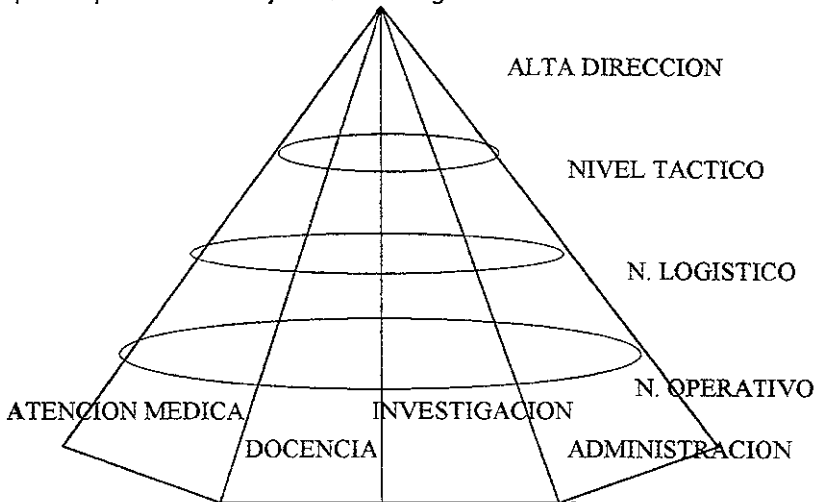 ALTA DIRECCION
NIVEL TACTICO
N. LOGISTICO
N. OPERATIVO
ATENCION MEDICA
INVESTIGACION
DOCENCIA
ADMINISTRACION